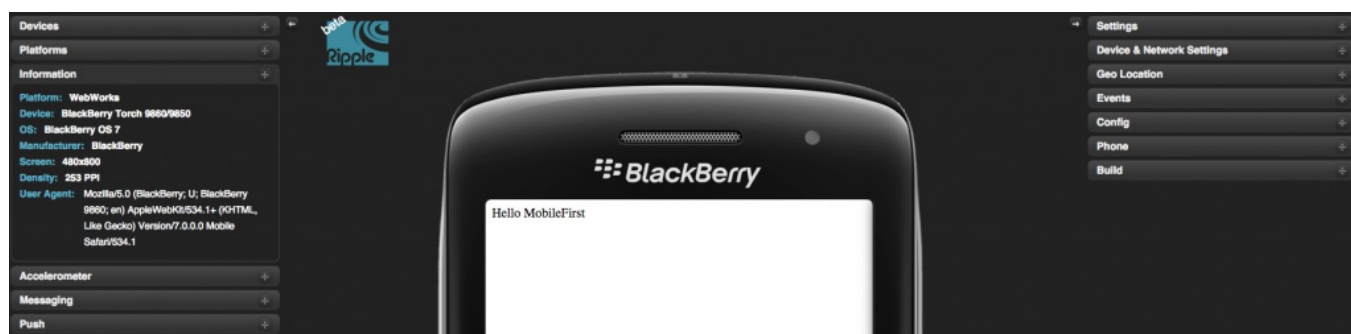 Devices
Platforms
Information
Platform: WebWorks
Device: BlackBerry Torch 9860/9850
OS: BlackBerry OS 7
Manufacturer: BlackBerry
Screen: 480x800
Density: 253 PPI
User Agent: Mozilla/5.0 (BlackBerry; U; BlackBerry
9860; en) AppleWebKit/534.1+ (KHTML,
Like Gecko) Version/7.0.0.0 Mobile
Safari/534.1
Accelerometer
Messaging
Push
beta
Ripple
BlackBerry
Hello MobileFirst
Settings
Device & Network Settings
Geo Location
Events
Config
Phone
Build